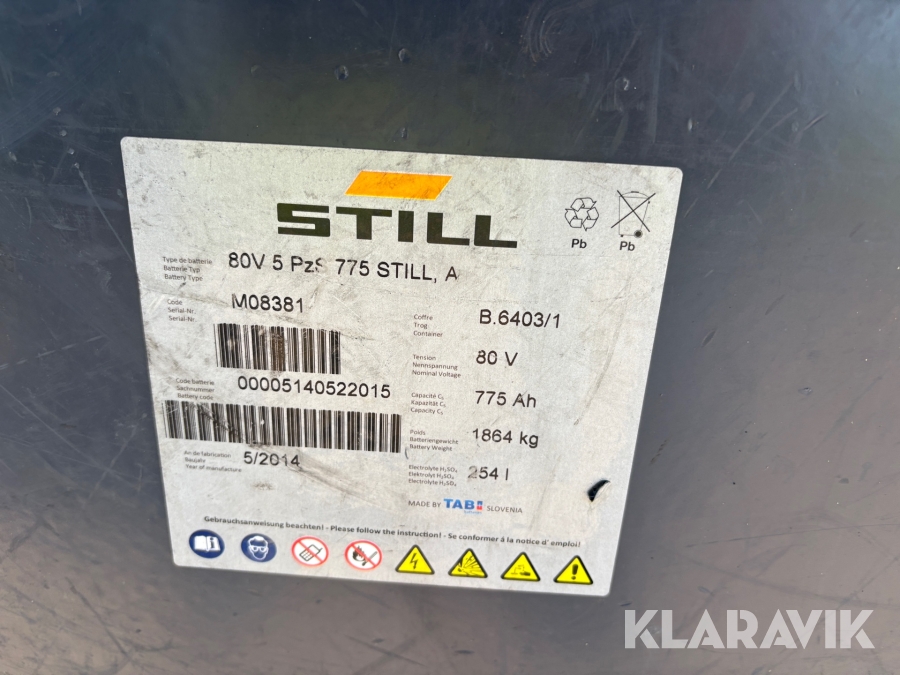 STILL
Pb
Pb
Type de batterie
Batterie Typ
Battery Type
80V 5 PzS 775 STILL, A
Code
Serial-Nr.
Serial-Nr.
M08381
Coffre
Trog
Container
B.6403/1
Tension
Nennspannung
Nominal Voltage
80 V
Code batterie
Sachnummer
Battery code
00005140522015
Capacité C₅
Kapazität C₅
Capacity C₅
775 Ah
Poids
Batteriegewicht
Battery Weight
1864 kg
An de fabrication
Baujahr
Year of manufacture
5/2014
Electrolyte H₂SO₄
Elektrolyt H₂SO₄
Electrolyte H₂SO₄
254 l
MADE BY TAB SLOVENIA
Gebrauchsanweisung beachten! - Please follow the instruction! - Se conformer á la notice d' emploi!
KLARAVIK